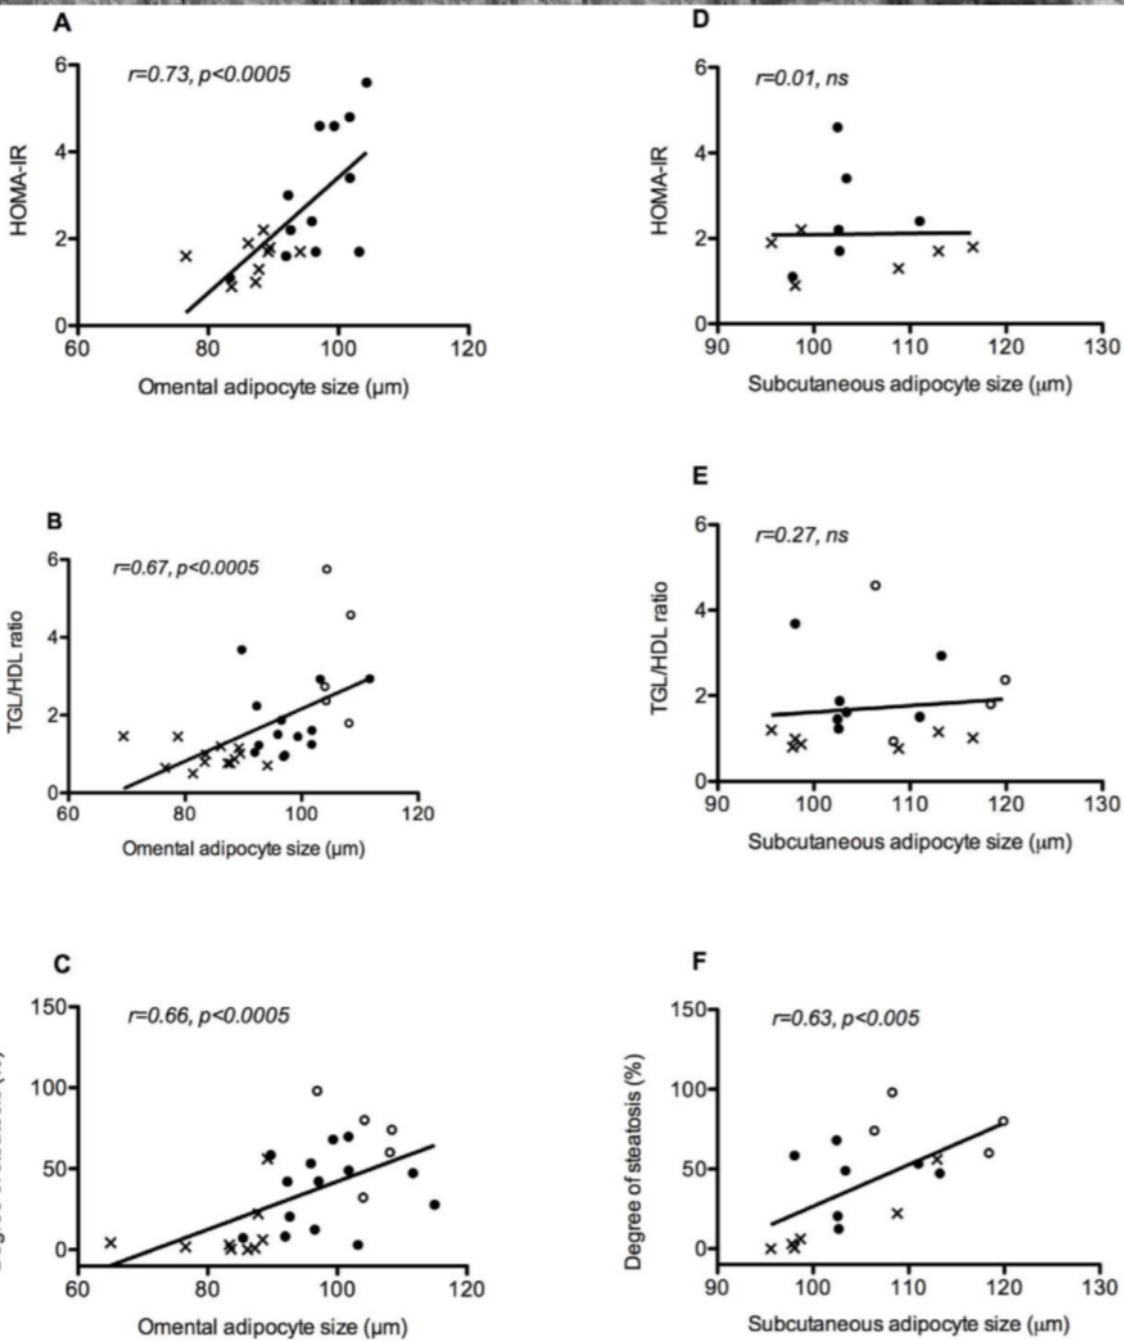 A
r=0.73, p<0.0005
HOMA-IR
6
4
2
0
60 80 100 120
Omental adipocyte size (μm)
D
r=0.01, ns
HOMA-IR
6
4
2
0
90 100 110 120 130
Subcutaneous adipocyte size (μm)
B
r=0.67, p<0.0005
TGL/HDL ratio
6
4
2
0
60 80 100 120
Omental adipocyte size (μm)
E
r=0.27, ns
TGL/HDL ratio
6
4
2
0
90 100 110 120 130
Subcutaneous adipocyte size (μm)
C
r=0.66, p<0.0005
150
100
50
0
60 80 100 120
Omental adipocyte size (μm)
F
r=0.63, p<0.005
Degree of steatosis (%)
150
100
50
0
90 100 110 120 130
Subcutaneous adipocyte size (μm)